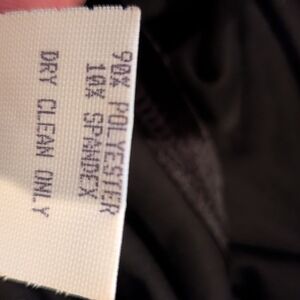 90% POLYESTER
10% SPANDEX
DRY CLEAN ONLY